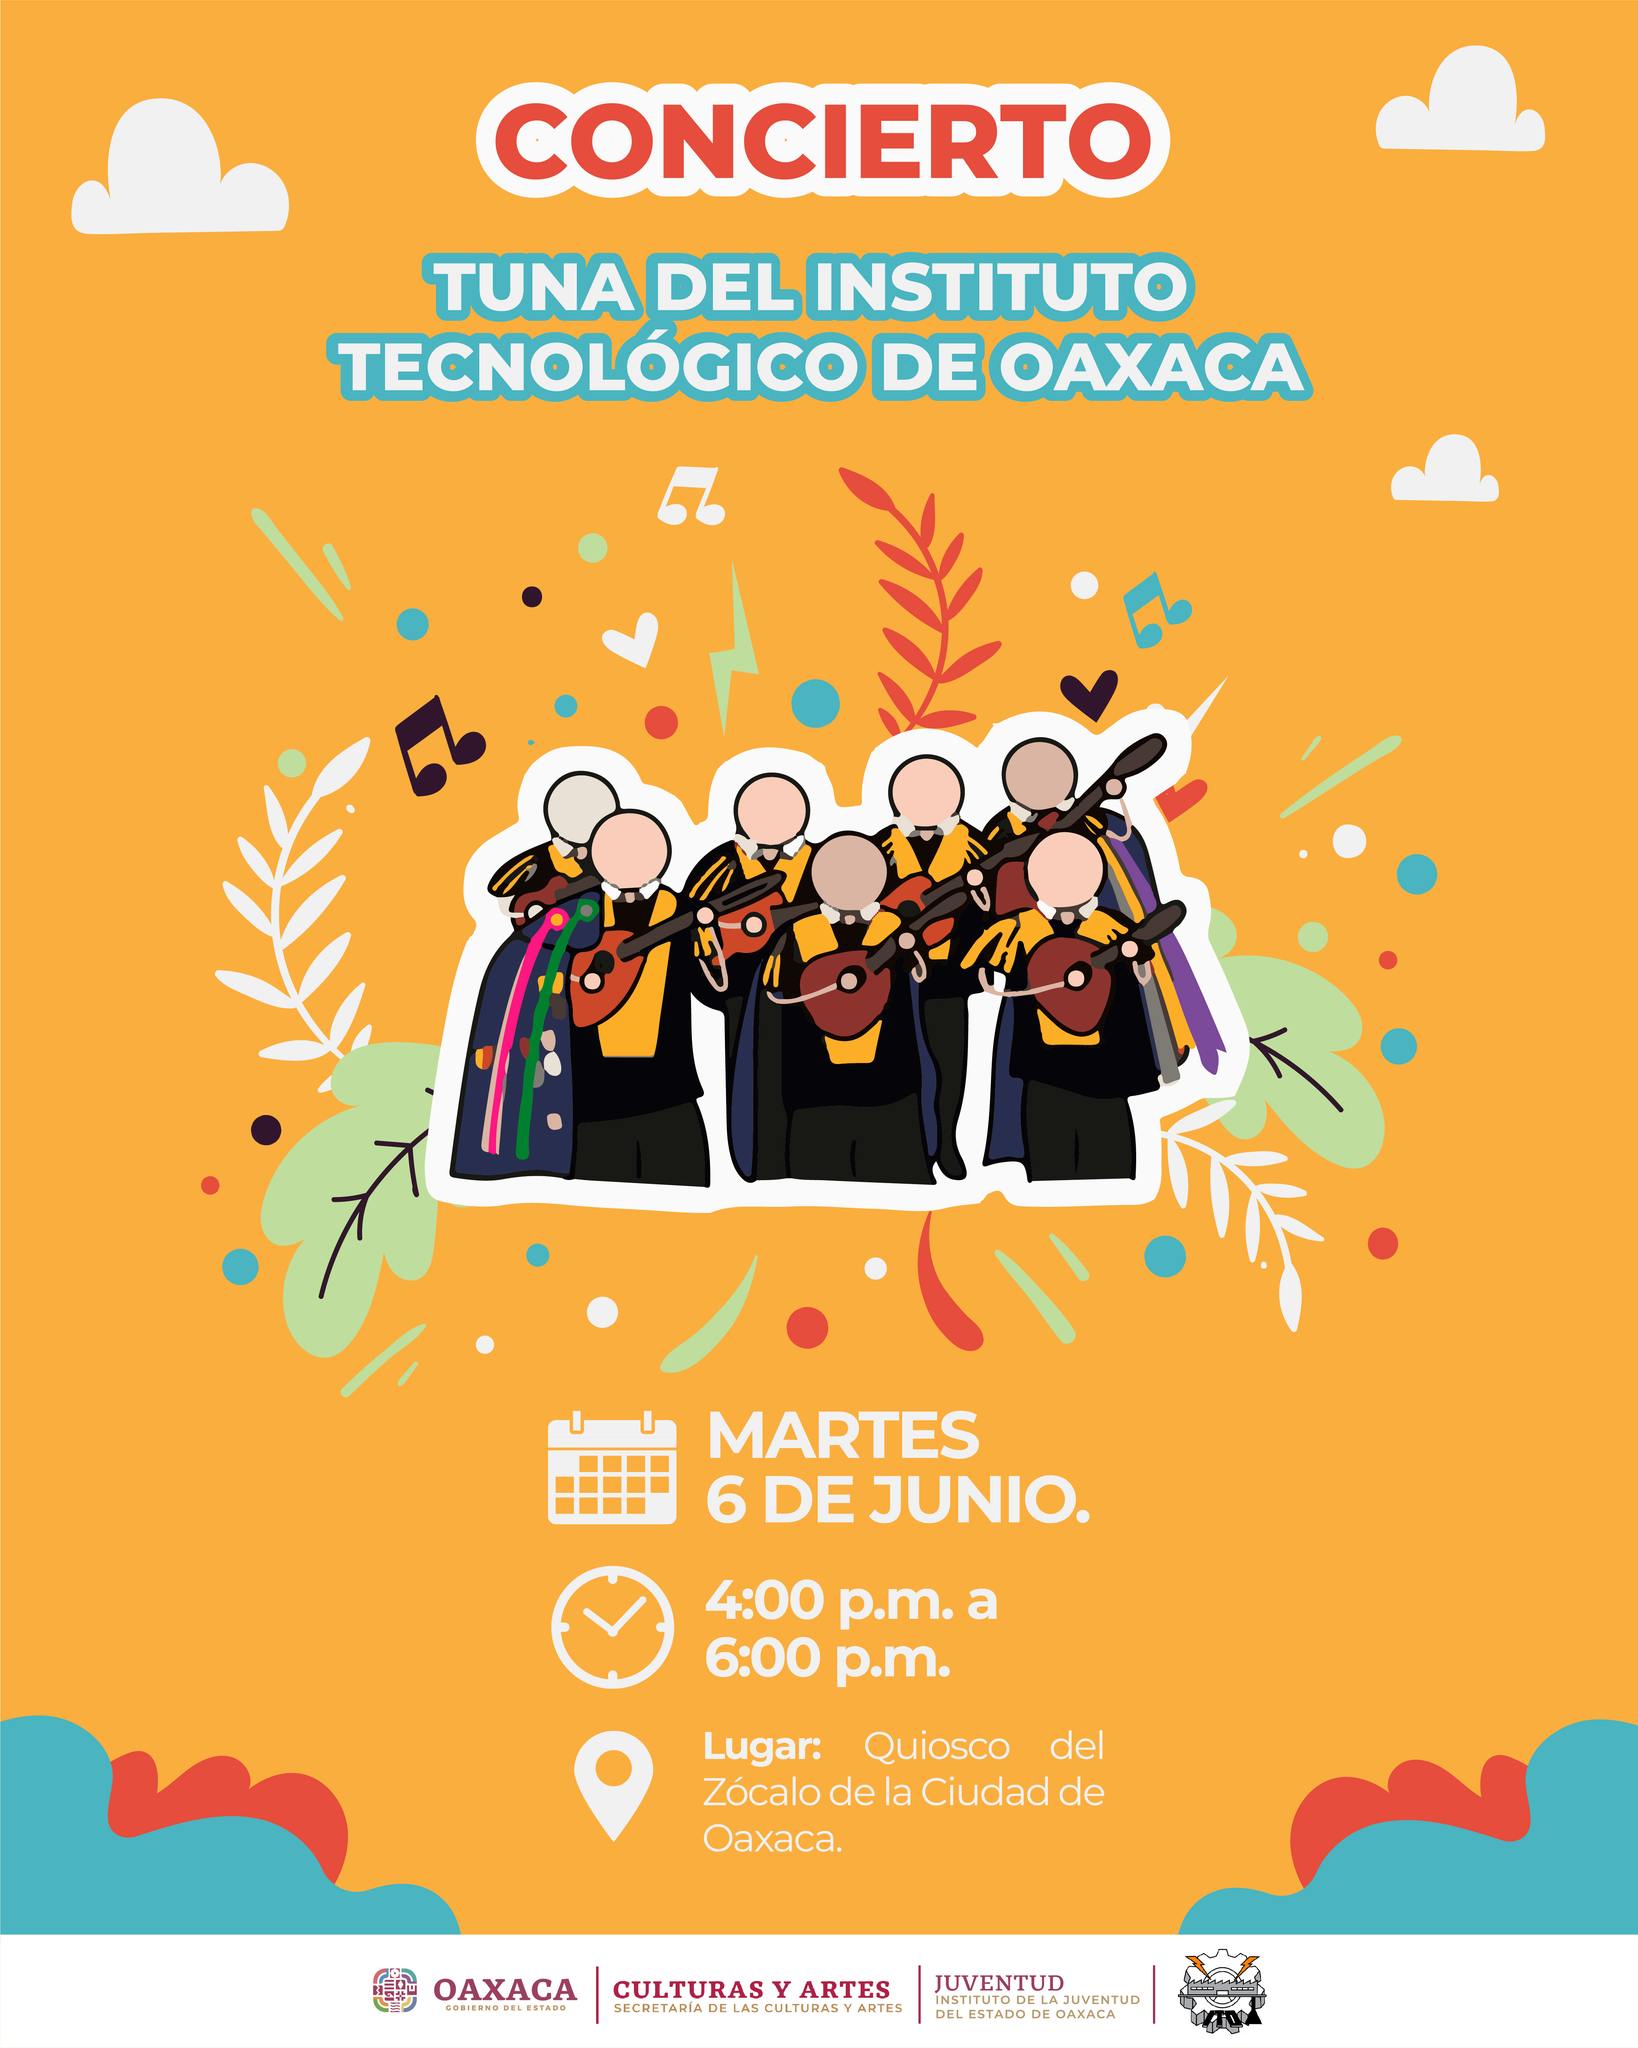 CONCIERTO
TUNA DEL INSTITUTO
TECNOLÓGICO DE OAXACA
MARTES
6 DE JUNIO.
4:00 p.m. a
6:00 p.m.
Lugar: Quiosco del
Zócalo de la Ciudad de
Oaxaca.
OAXACA
GOBIERNO DEL ESTADO
CULTURAS Y ARTES
SECRETARÍA DE LAS CULTURAS Y ARTES
JUVENTUD
INSTITUTO DE LA JUVENTUD
DEL ESTADO DE OAXACA
ITO